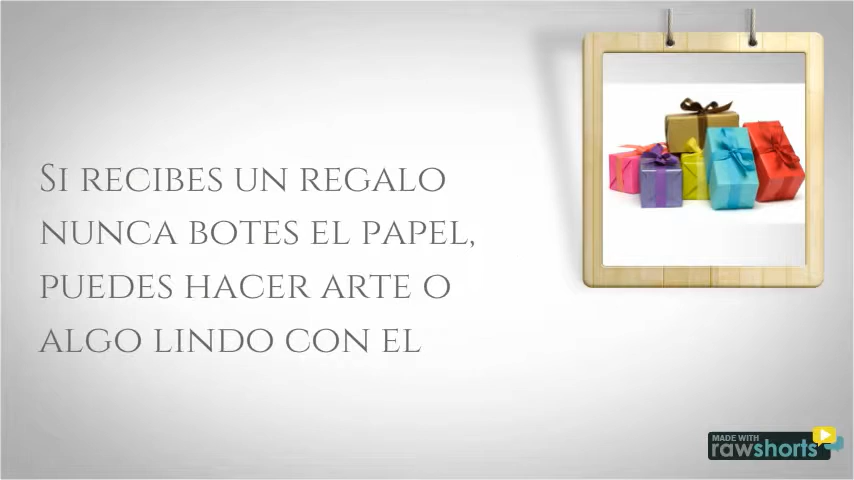 Si recibes un regalo
nunca botes el papel,
puedes hacer arte o
algo lindo con el
MADE WITH
rawshorts